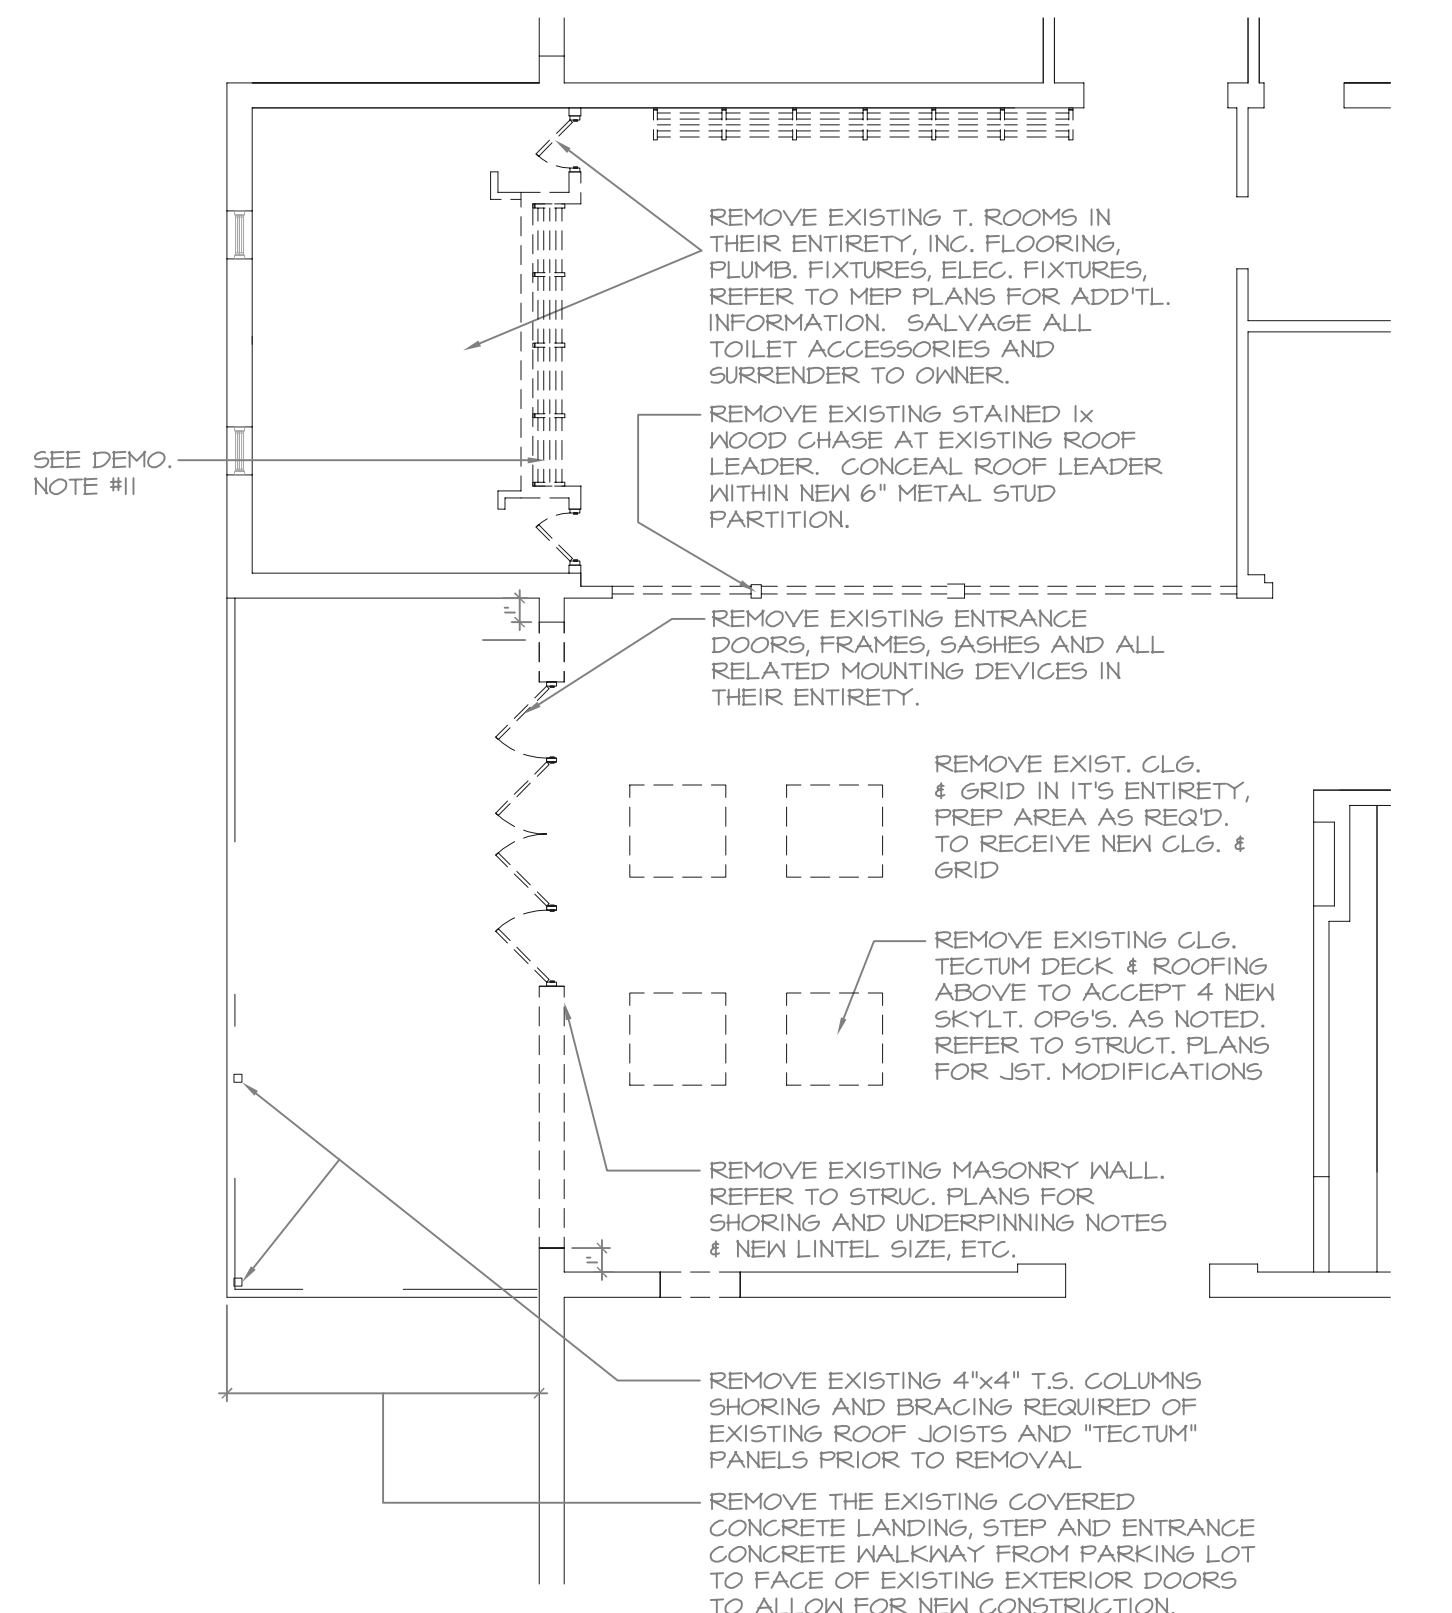 REMOVE EXISTING T. ROOMS IN
THEIR ENTIRETY, INC. FLOORING,
PLUMB. FIXTURES, ELEC. FIXTURES,
REFER TO MEP PLANS FOR ADD'TL.
INFORMATION. SALVAGE ALL
TOILET ACCESSORIES AND
SURRENDER TO OWNER.
REMOVE EXISTING STAINED 1x
WOOD CHASE AT EXISTING ROOF
LEADER. CONCEAL ROOF LEADER
WITHIN NEW 6" METAL STUD
PARTITION.
SEE DEMO.
NOTE #11
1'
REMOVE EXISTING ENTRANCE
DOORS, FRAMES, SASHES AND ALL
RELATED MOUNTING DEVICES IN
THEIR ENTIRETY.
REMOVE EXIST. CLG.
& GRID IN IT'S ENTIRETY,
PREP AREA AS REQ'D.
TO RECEIVE NEW CLG. &
GRID
REMOVE EXISTING CLG.
TECTUM DECK & ROOFING
ABOVE TO ACCEPT 4 NEW
SKYLT. OPG'S. AS NOTED.
REFER TO STRUCT. PLANS
FOR JST. MODIFICATIONS
REMOVE EXISTING MASONRY WALL.
REFER TO STRUC. PLANS FOR
SHORING AND UNDERPINNING NOTES
& NEW LINTEL SIZE, ETC.
1'
REMOVE EXISTING 4"x4" T.S. COLUMNS
SHORING AND BRACING REQUIRED OF
EXISTING ROOF JOISTS AND "TECTUM"
PANELS PRIOR TO REMOVAL
REMOVE THE EXISTING COVERED
CONCRETE LANDING, STEP AND ENTRANCE
CONCRETE WALKWAY FROM PARKING LOT
TO FACE OF EXISTING EXTERIOR DOORS
TO ALLOW FOR NEW CONSTRUCTION.